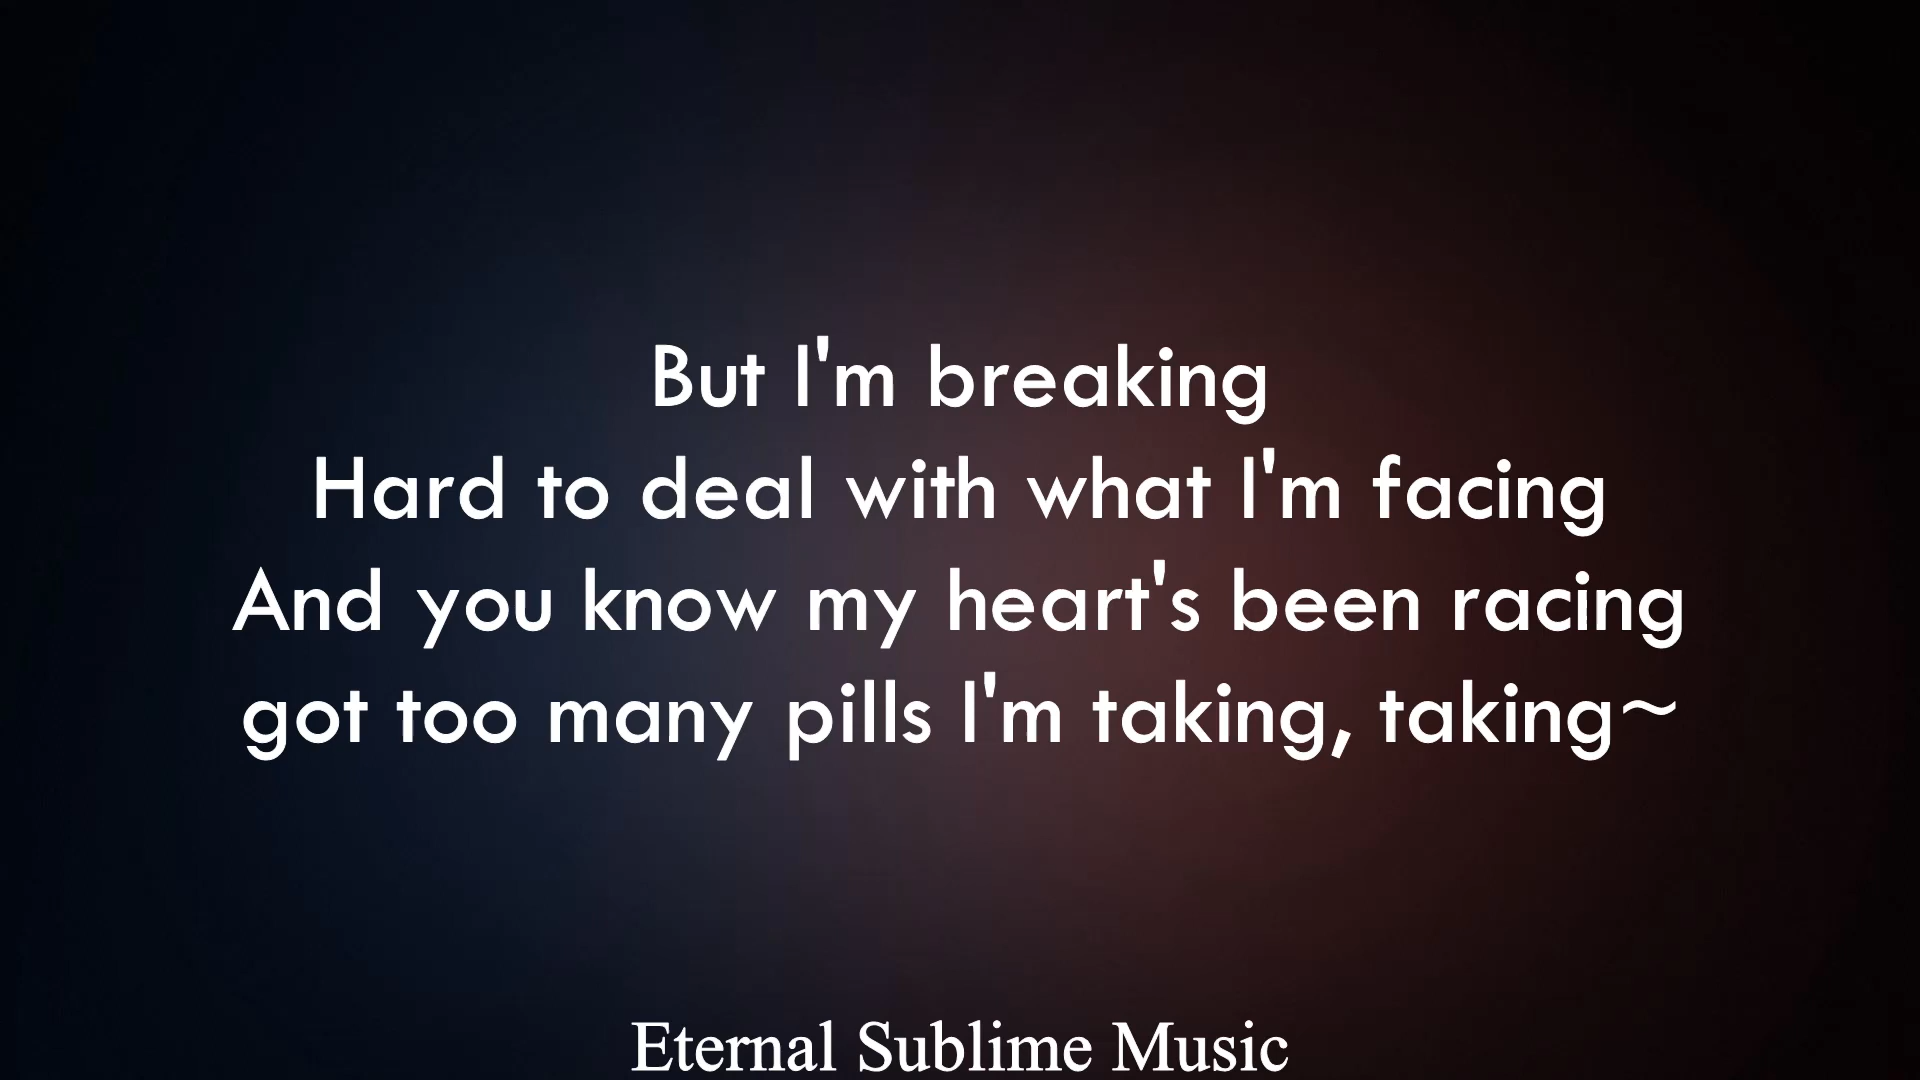 But I'm breaking
Hard to deal with what I'm facing
And you know my heart's been racing
got too many pills I'm taking, taking~
Eternal Sublime Music